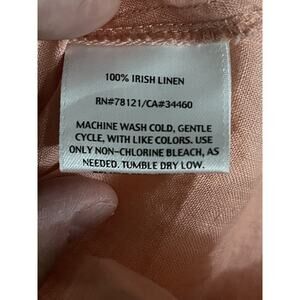 100% IRISH LINEN
RN#78121/CA#34460
MACHINE WASH COLD, GENTLE
CYCLE, WITH LIKE COLORS. USE
ONLY NON-CHLORINE BLEACH, AS
NEEDED. TUMBLE DRY LOW.